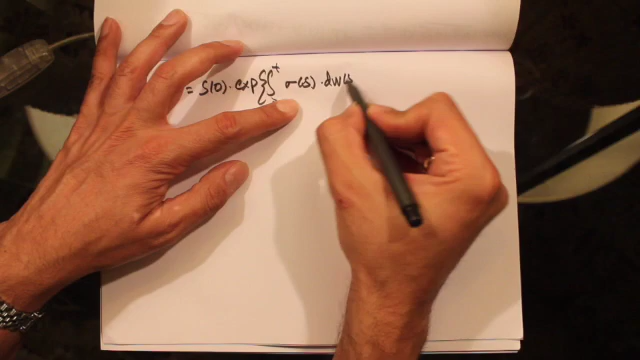 = S(0) · exp{∫ᵗ σ(s) · dW(s